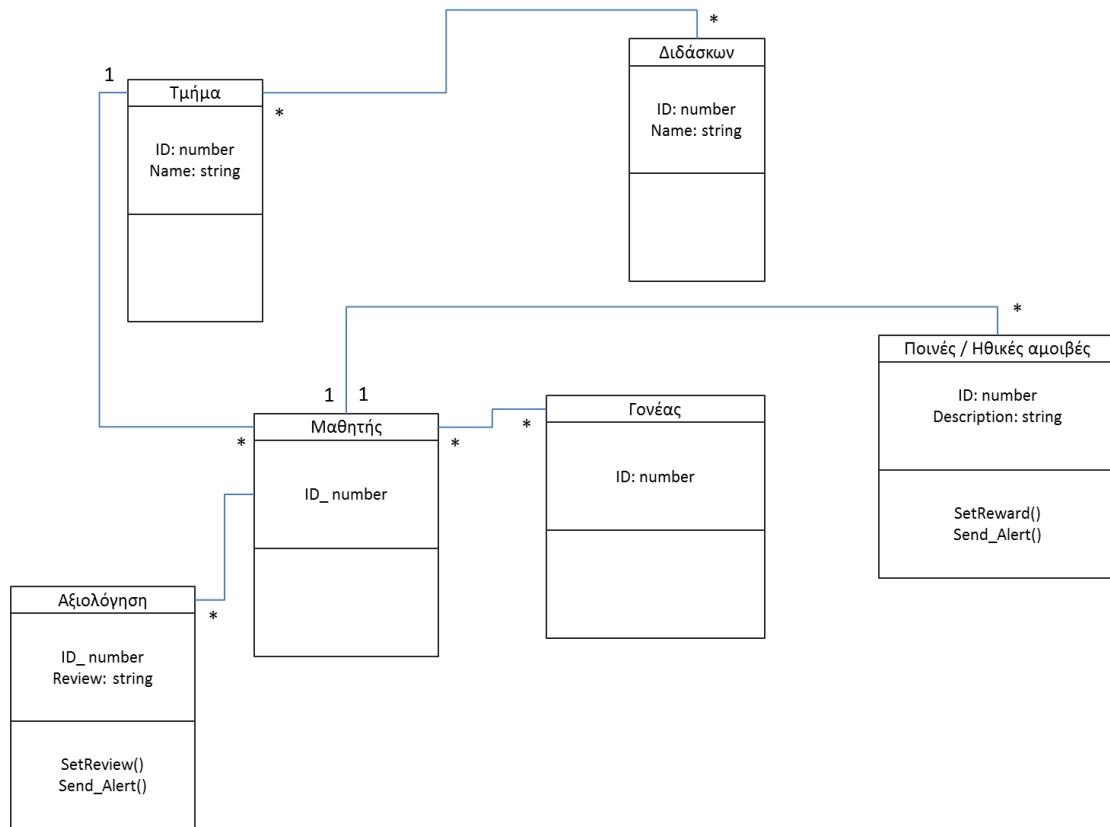 *
Διδάσκων
ID: number
Name: string
1
Τμήμα
*
ID: number
Name: string
*
Ποινές / Ηθικές αμοιβές
ID: number
Description: string
SetReward()
Send_Alert()
1
1
Μαθητής
*
*
ID_ number
*
Γονέας
ID: number
Αξιολόγηση
*
ID_ number
Review: string
SetReview()
Send_Alert()